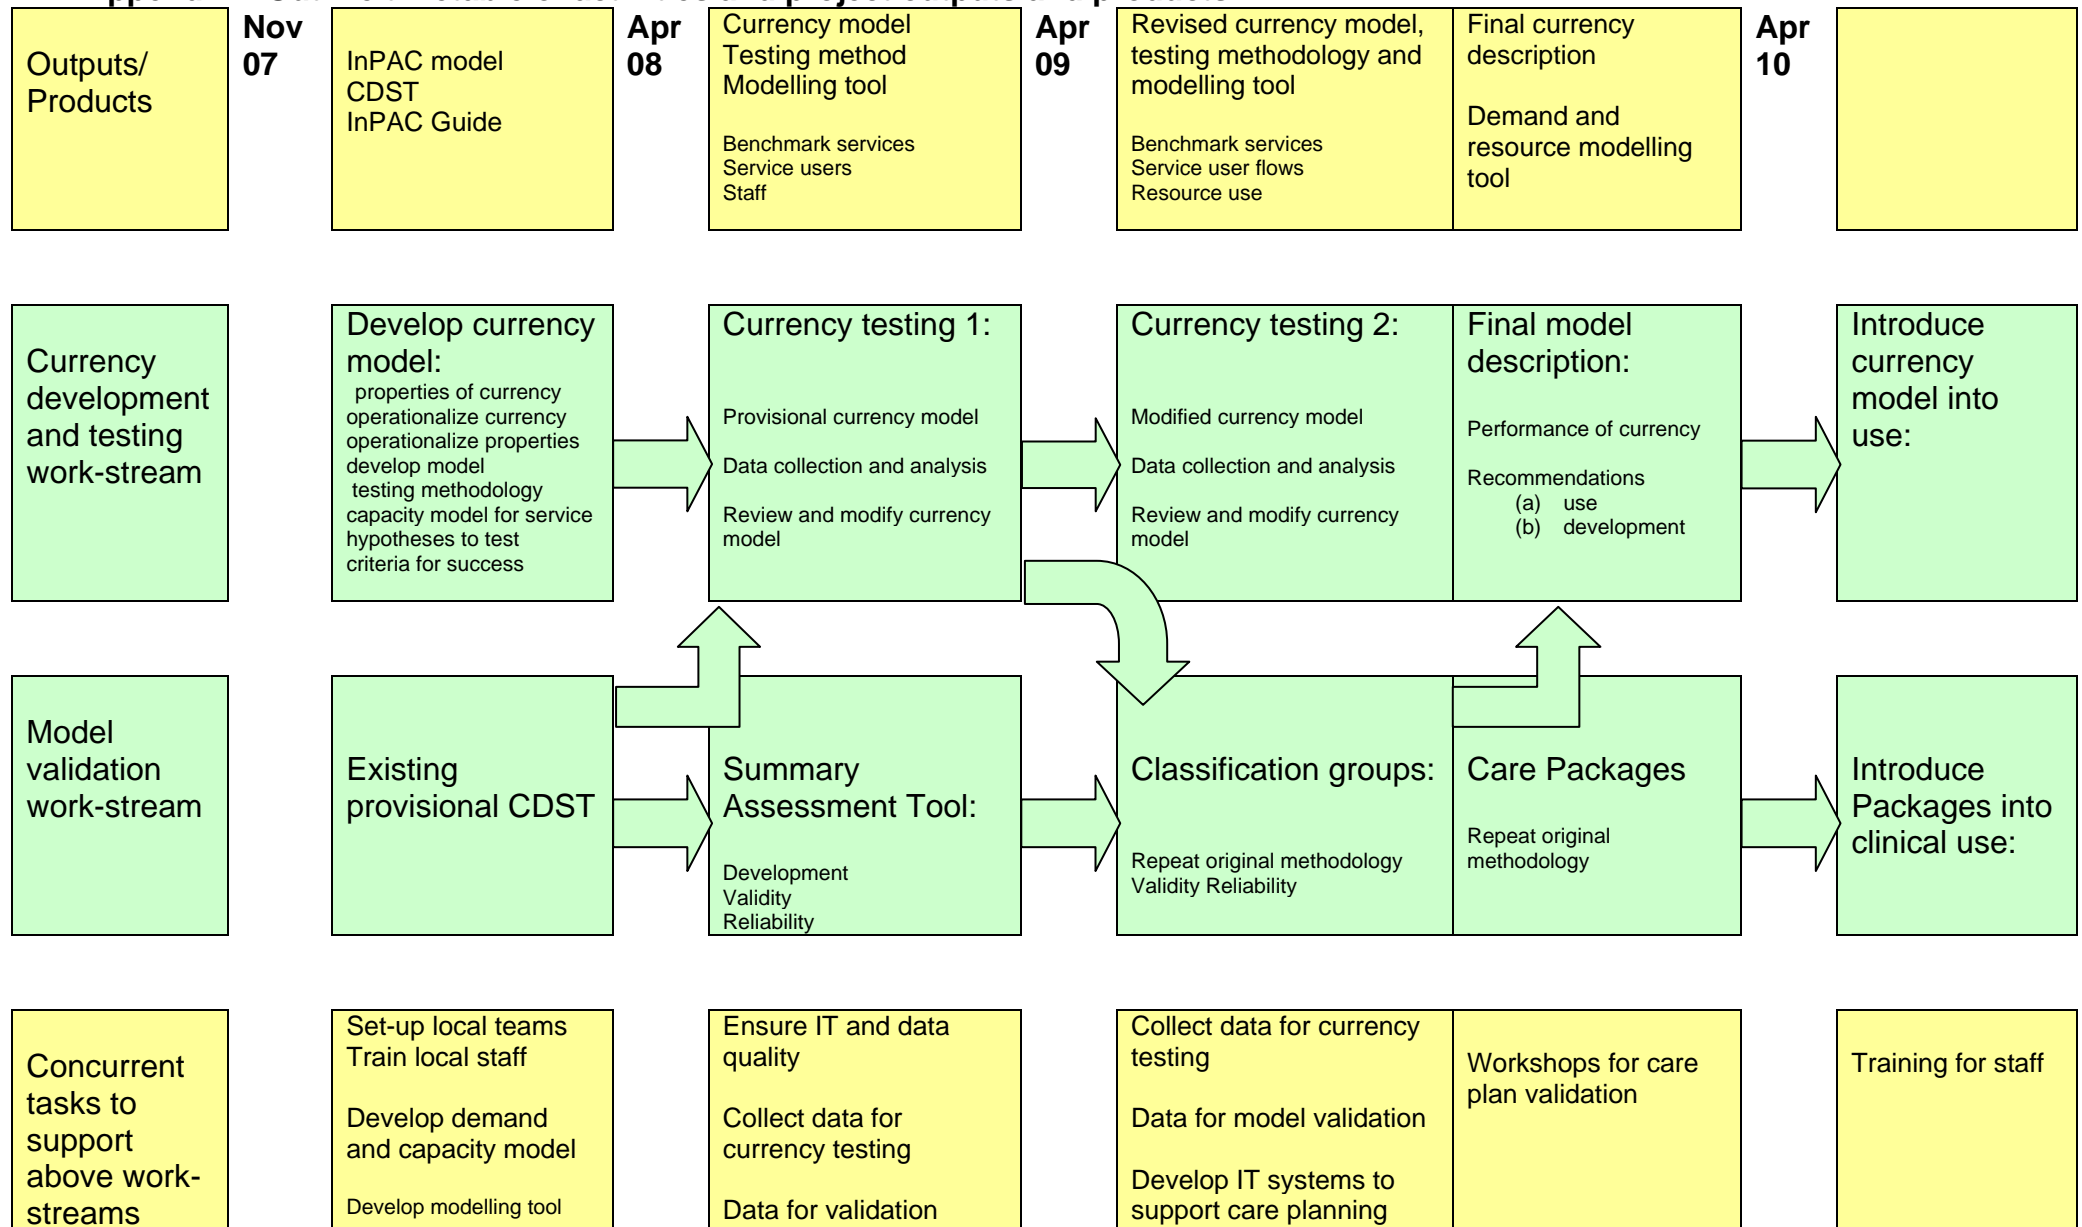 Outputs/
Products
Nov
07
InPAC model
CDST
InPAC Guide
Apr
08
Currency model
Testing method
Modelling tool
Benchmark services
Service users
Staff
Apr
09
Revised currency model,
testing methodology and
modelling tool
Benchmark services
Service user flows
Resource use
Final currency
description
Demand and
resource modelling
tool
Apr
10
Currency
development
and testing
work-stream
Develop currency
model:
properties of currency
operationalize currency
operationalize properties
develop model
testing methodology
capacity model for service
hypotheses to test
criteria for success
Currency testing 1:
Provisional currency model
Data collection and analysis
Review and modify currency
model
Currency testing 2:
Modified currency model
Data collection and analysis
Review and modify currency
model
Final model
description:
Performance of currency
Recommendations
(a) use
(b) development
Introduce
currency
model into
use:
Model
validation
work-stream
Existing
provisional CDST
Summary
Assessment Tool:
Development
Validity
Reliability
Classification groups:
Repeat original methodology
Validity Reliability
Care Packages
Repeat original
methodology
Introduce
Packages into
clinical use:
Concurrent
tasks to
support
above work-
streams
Set-up local teams
Train local staff
Develop demand
and capacity model
Develop modelling tool
Ensure IT and data
quality
Collect data for
currency testing
Data for validation
Collect data for currency
testing
Data for model validation
Develop IT systems to
support care planning
Workshops for care
plan validation
Training for staff